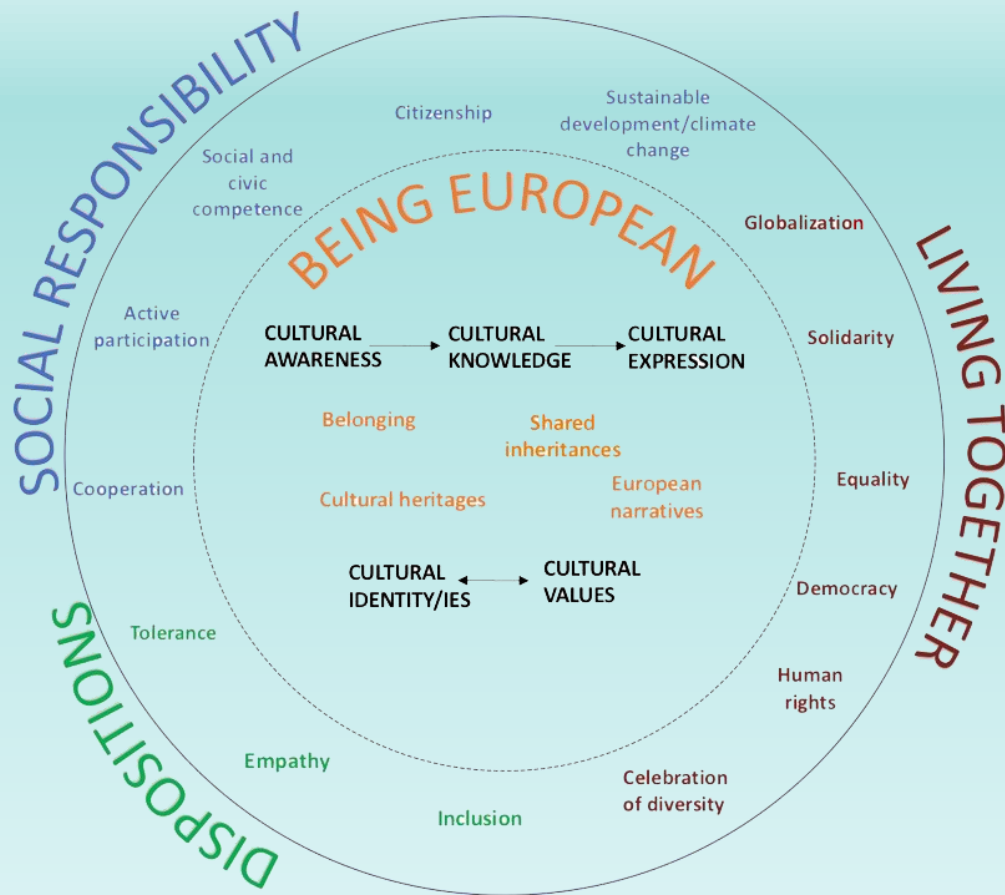 SOCIAL RESPONSIBILITY
Citizenship
Sustainable
development/climate
change
Social and
civic
competence
Active
participation
Cooperation
BEING EUROPEAN
CULTURAL
AWARENESS
CULTURAL
KNOWLEDGE
CULTURAL
EXPRESSION
Belonging
Shared
inheritances
Cultural heritages
European
narratives
CULTURAL
IDENTITY/IES
CULTURAL
VALUES
LIVING TOGETHER
Globalization
Solidarity
Equality
Democracy
Human
rights
Celebration
of diversity
DISPOSITIONS
Tolerance
Empathy
Inclusion